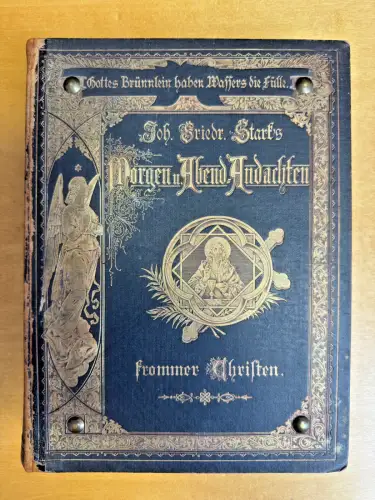 Gottes Brünnlein haben Wassers die Fülle.
Joh. Friedr. Stark's
Morgen u. Abend Andachten
frommer Christen.